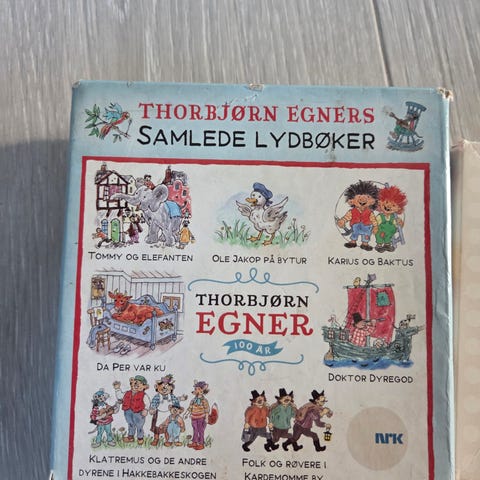 THORBJØRN EGNERS
SAMLEDE LYDBØKER
TOMMY OG ELEFANTEN
OLE JAKOP PÅ BYTUR
KARIUS OG BAKTUS
THORBJØRN
EGNER
100 ÅR
DA PER VAR KU
DOKTOR DYREGOD
KLATREMUS OG DE ANDRE
DYRENE I HAKKEBAKKESKOGEN
FOLK OG RØVERE I
KARDEMOMME BY
NRK